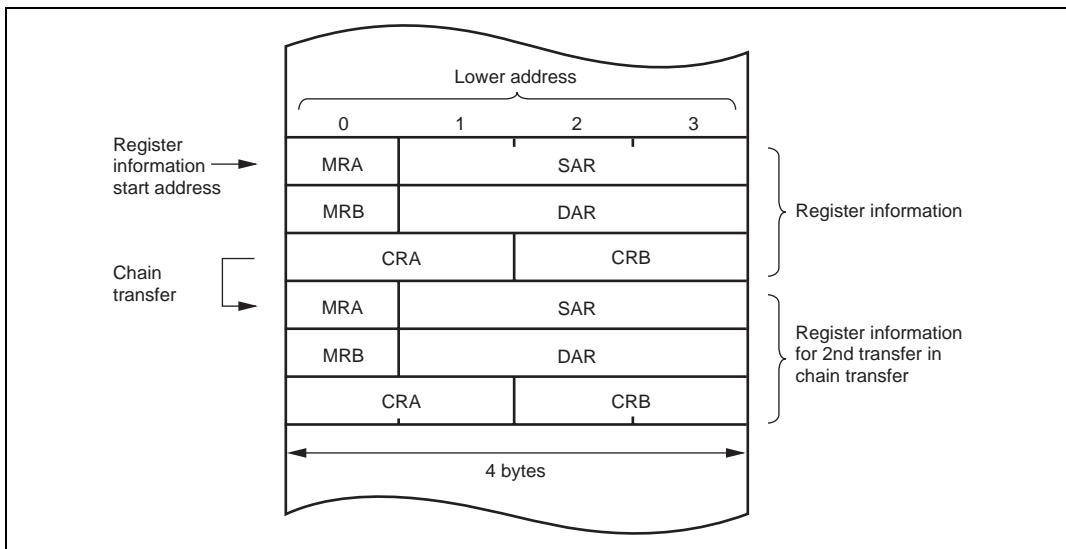 Lower address
0 1 2 3
Register
information
start address
MRA SAR
MRB DAR
CRA CRB
Register information
Chain
transfer
MRA SAR
MRB DAR
CRA CRB
Register information
for 2nd transfer in
chain transfer
4 bytes